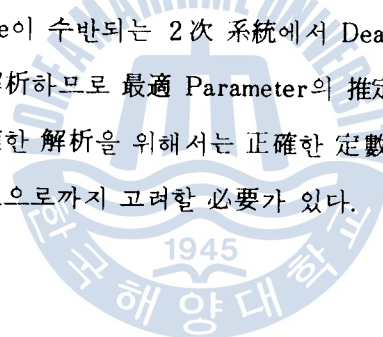 e이 수반되는 2次 系統에서 Dea
析하므로 最適 Parameter의 推定
한 解析을 위해서는 正確한 定數
으로까지 고려할 必要가 있다.
1945
한국해양대학교